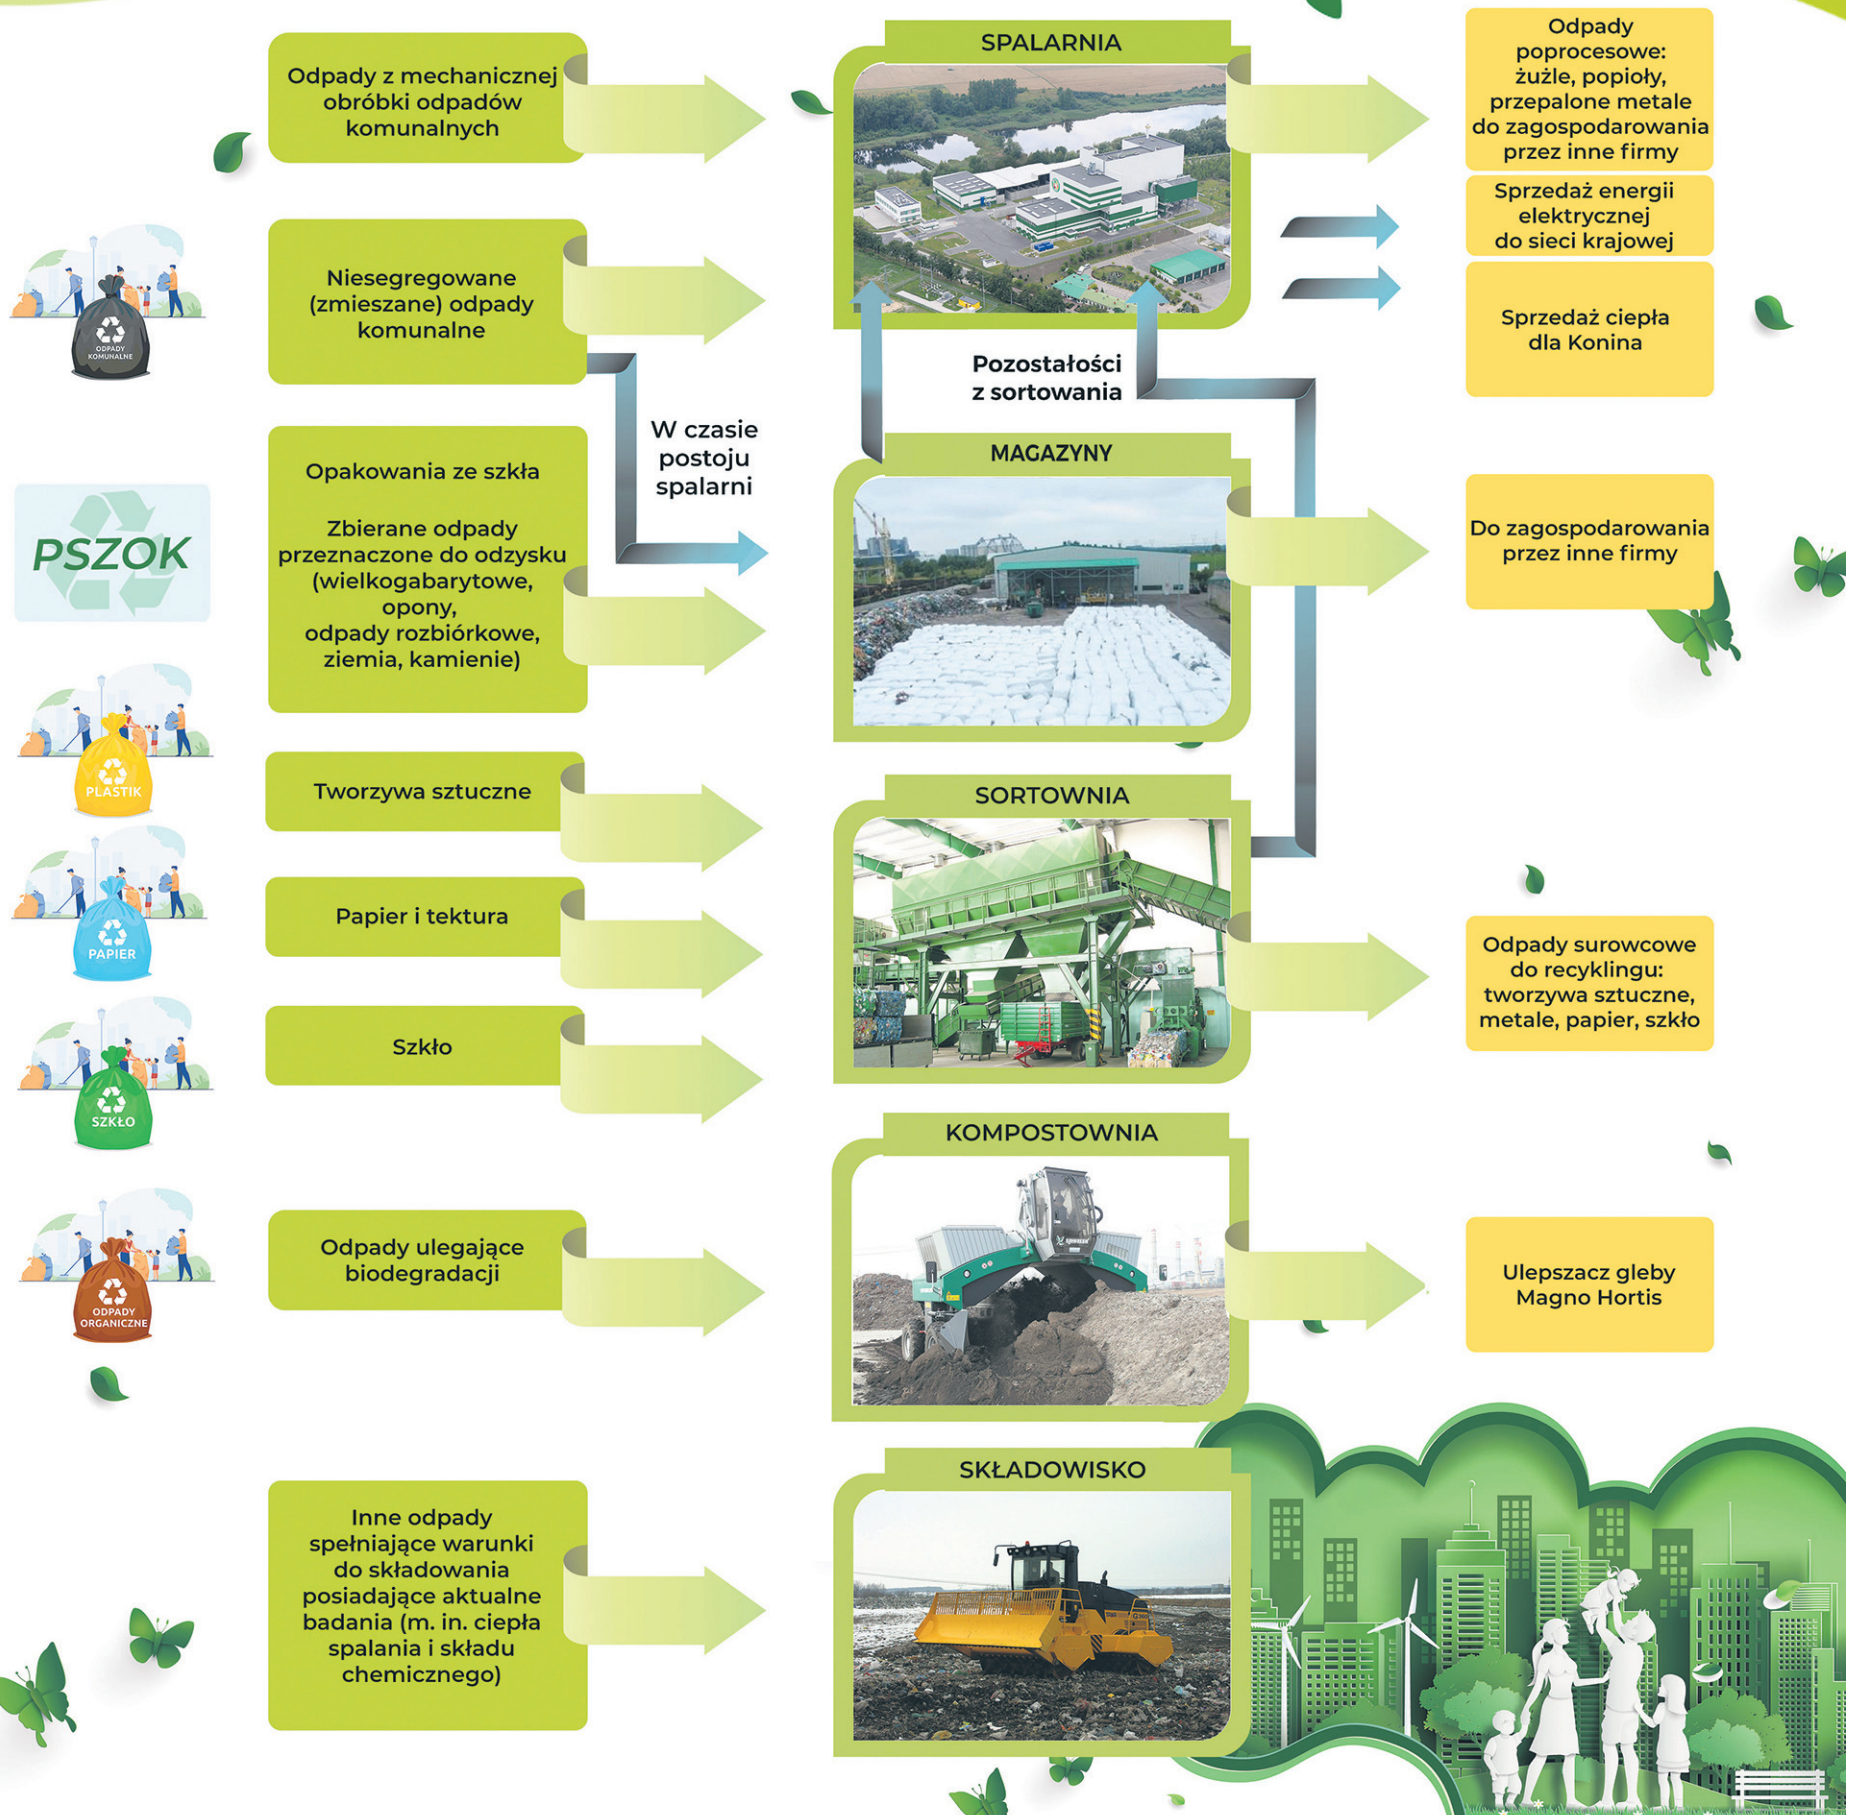 Odpady z mechanicznej
obróbki odpadów
komunalnych
SPALARNIA
Odpady
poprocesowe:
żużle, popioły,
przepalone metale
do zagospodarowania
przez inne firmy
Sprzedaż energii
elektrycznej
do sieci krajowej
Sprzedaż ciepła
dla Konina
ODPADY
KOMUNALNE
Niesegregowane
(zmieszane) odpady
komunalne
Pozostałości
z sortowania
W czasie
postoju
spalarni
PSZOK
Opakowania ze szkła
Zbierane odpady
przeznaczone do odzysku
(wielkogabarytowe,
opony,
odpady rozbiórkowe,
ziemia, kamienie)
MAGAZYNY
Do zagospodarowania
przez inne firmy
PLASTIK
Tworzywa sztuczne
SORTOWNIA
PAPIER
Papier i tektura
Odpady surowcowe
do recyklingu:
tworzywa sztuczne,
metale, papier, szkło
SZKŁO
Szkło
KOMPOSTOWNIA
ODPADY
ORGANICZNE
Odpady ulegające
biodegradacji
Ulepszacz gleby
Magno Hortis
SKŁADOWISKO
Inne odpady
spełniające warunki
do składowania
posiadające aktualne
badania (m. in. ciepła
spalania i składu
chemicznego)